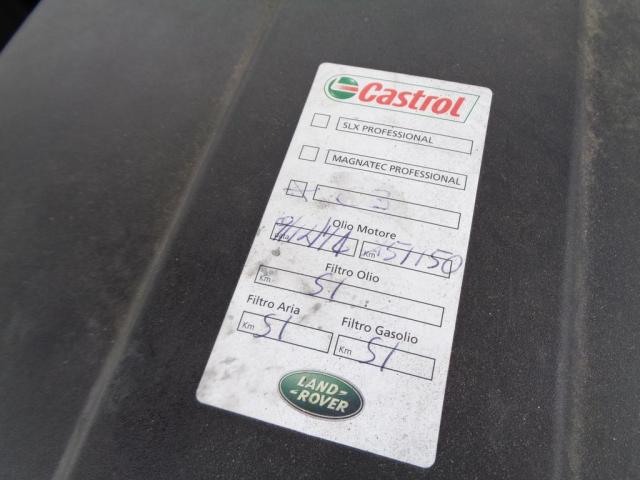 Castrol
SLX PROFESSIONAL
MAGNATEC PROFESSIONAL
Olio Motore
Km 151150
Filtro Olio
Km SI
Filtro Aria Filtro Gasolio
Km SI Km SI
LAND-
-ROVER